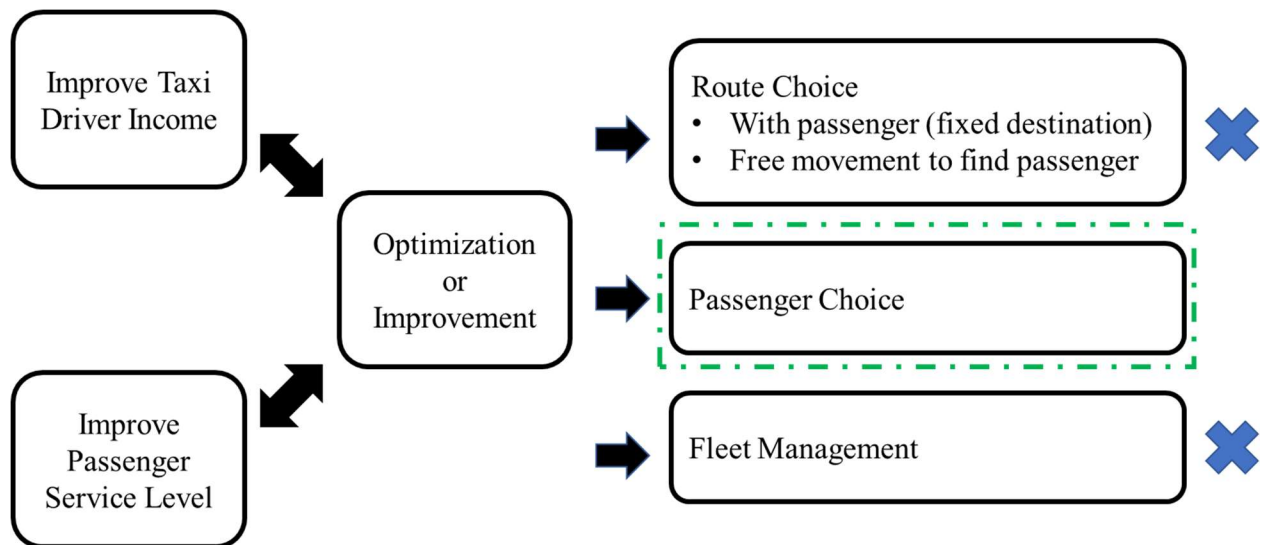 Improve Taxi
Driver Income
Optimization
or
Improvement
Improve
Passenger
Service Level
Route Choice
• With passenger (fixed destination)
• Free movement to find passenger
Passenger Choice
Fleet Management